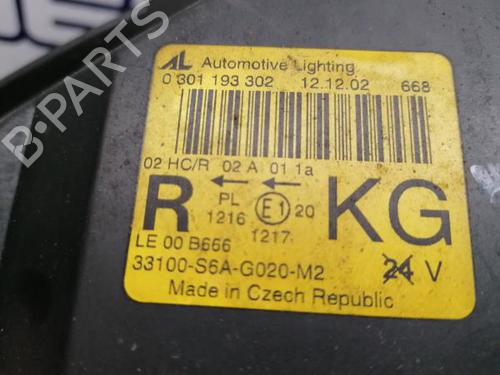 AL Automotive Lighting
0 301 193 302 12.12.02 668
02 HC/R 02 A 01 1a
R PL E1 20 KG
1216
1217
LE 00 B666
33100-S6A-G020-M2 24 V
Made in Czech Republic